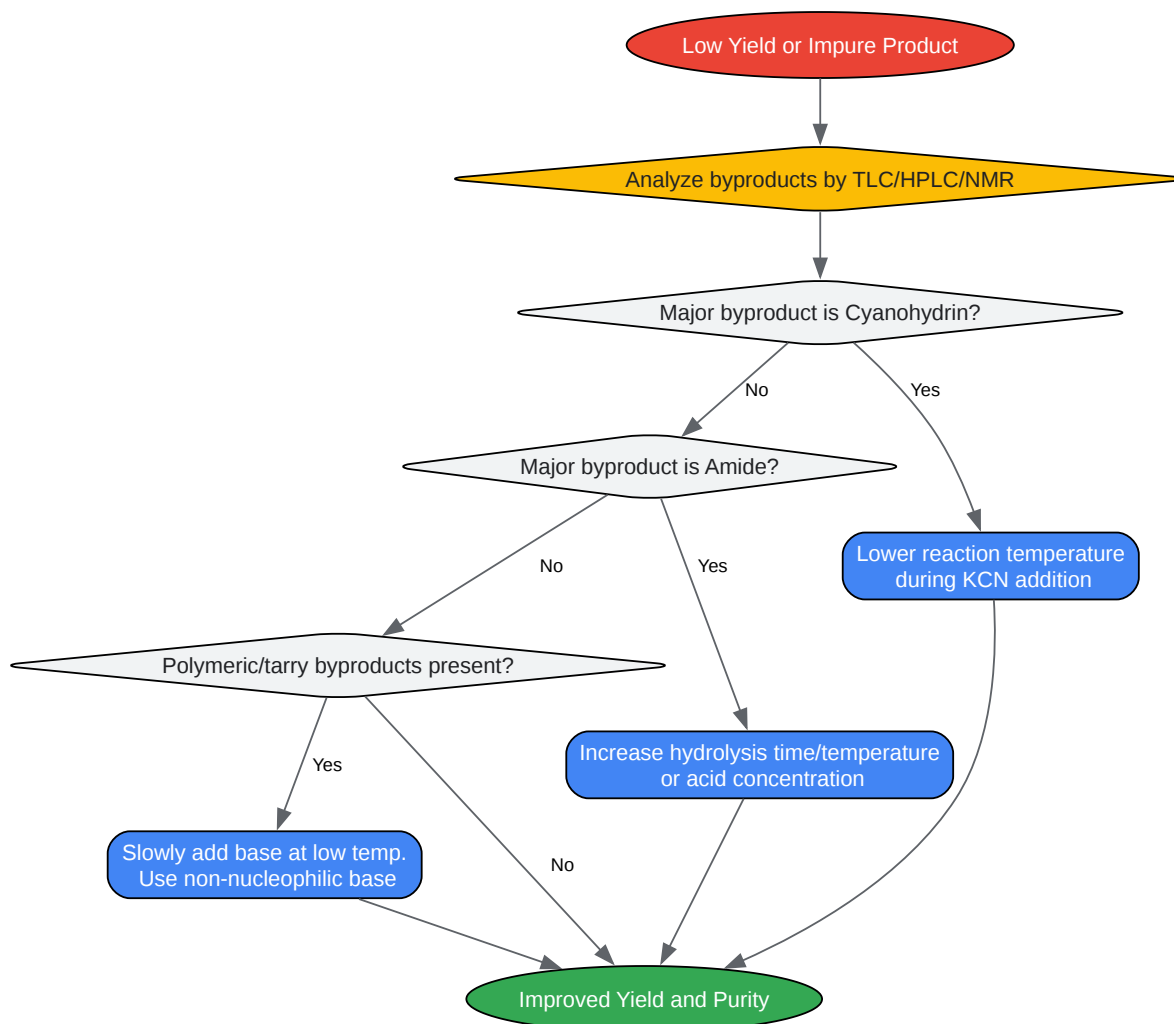 Low Yield or Impure Product
Analyze byproducts by TLC/HPLC/NMR
Major byproduct is Cyanohydrin?
No
Yes
Major byproduct is Amide?
Lower reaction temperature
during KCN addition
No
Yes
Polymeric/tarry byproducts present?
Increase hydrolysis time/temperature
or acid concentration
Yes
Slowly add base at low temp.
Use non-nucleophilic base
No
Improved Yield and Purity